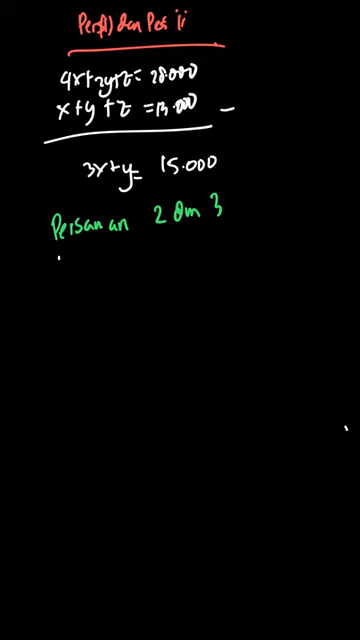 Pers(1) dan Pers ii
4x+2y+z=28.000
x+y+z =13.000 –
3x+y= 15.000
Persamaan 2 dan 3